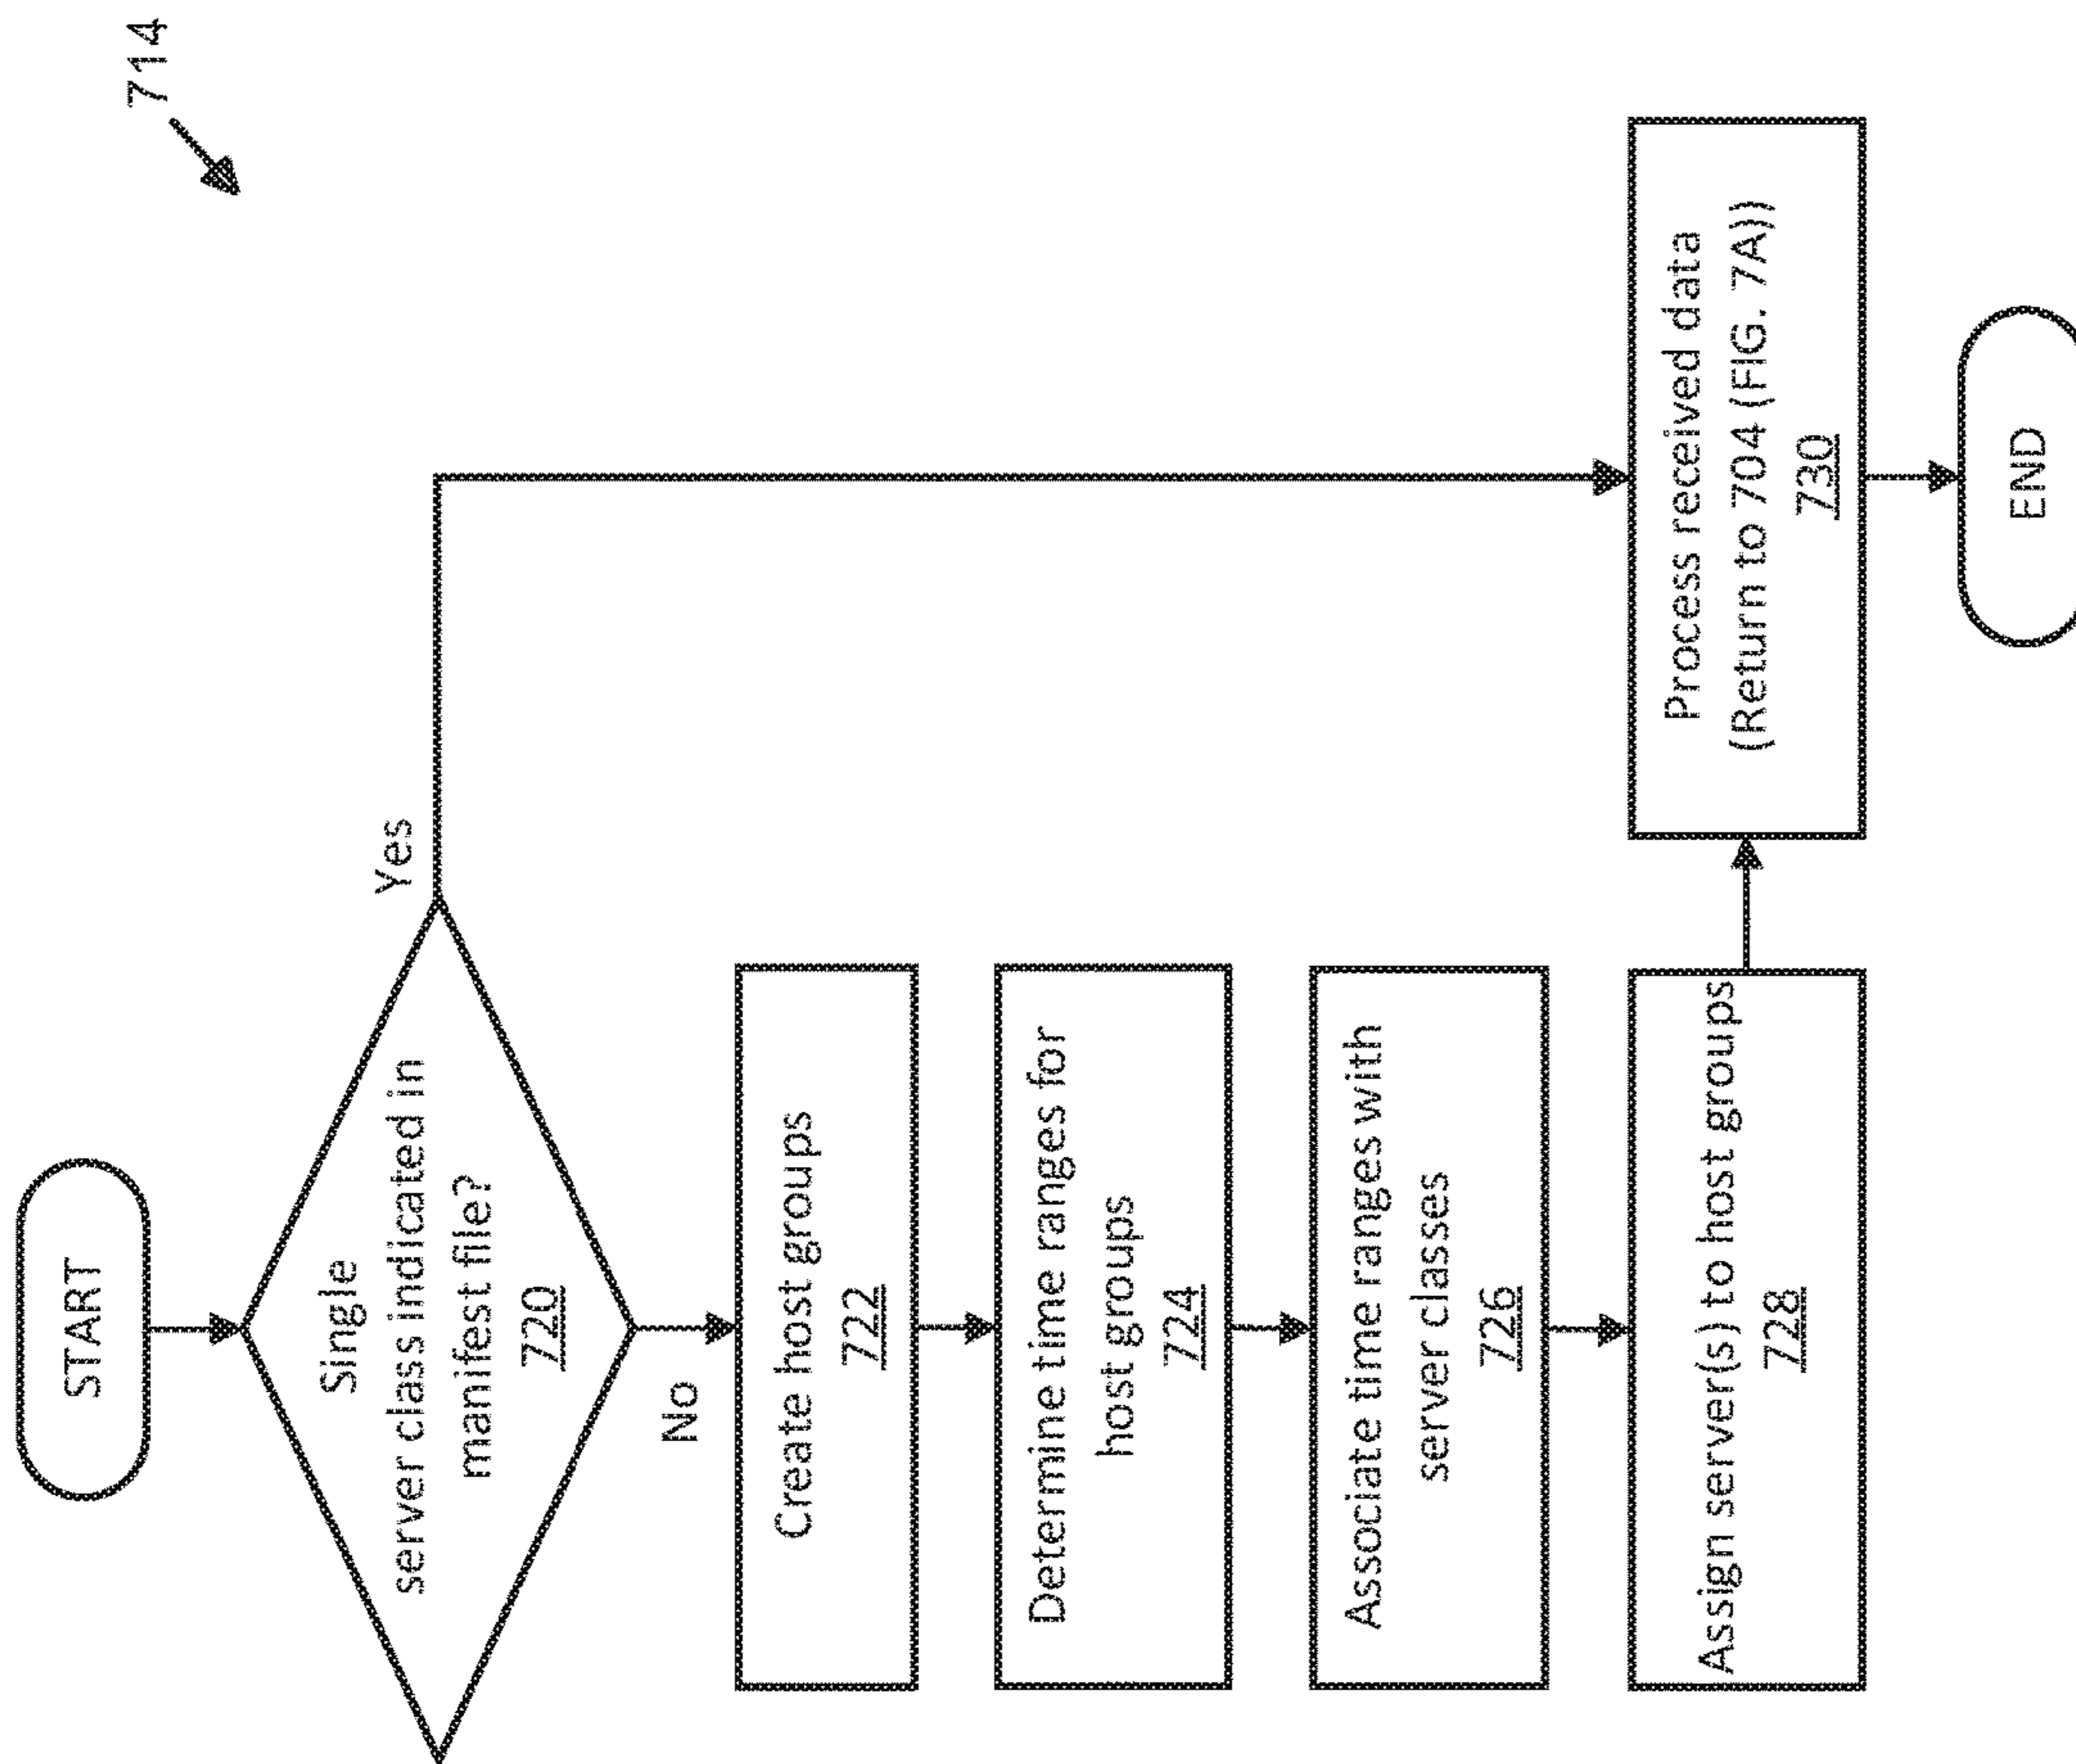 714
START
Single
server class indicated in
manifest file?
720
Yes
No
Create host groups
722
Determine time ranges for
host groups
724
Associate time ranges with
server classes
726
Assign server(s) to host groups
728
Process received data
(Return to 704 (FIG. 7A))
730
END